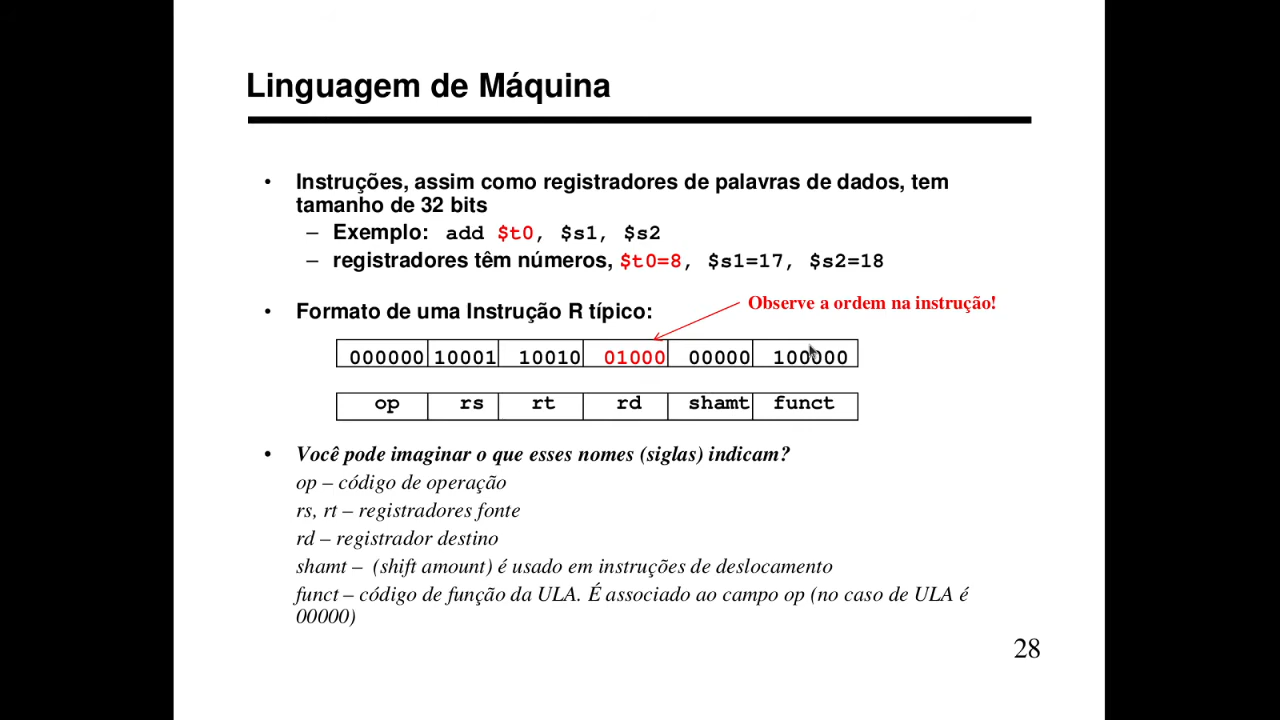 Linguagem de Máquina
• Instruções, assim como registradores de palavras de dados, tem
tamanho de 32 bits
– Exemplo: add $t0, $s1, $s2
– registradores têm números, $t0=8, $s1=17, $s2=18
Observe a ordem na instrução!
• Formato de uma Instrução R típico:
000000 10001 10010 01000 00000 100000
op rs rt rd shamt funct
• Você pode imaginar o que esses nomes (siglas) indicam?
op – código de operação
rs, rt – registradores fonte
rd – registrador destino
shamt – (shift amount) é usado em instruções de deslocamento
funct – código de função da ULA. É associado ao campo op (no caso de ULA é
00000)
28